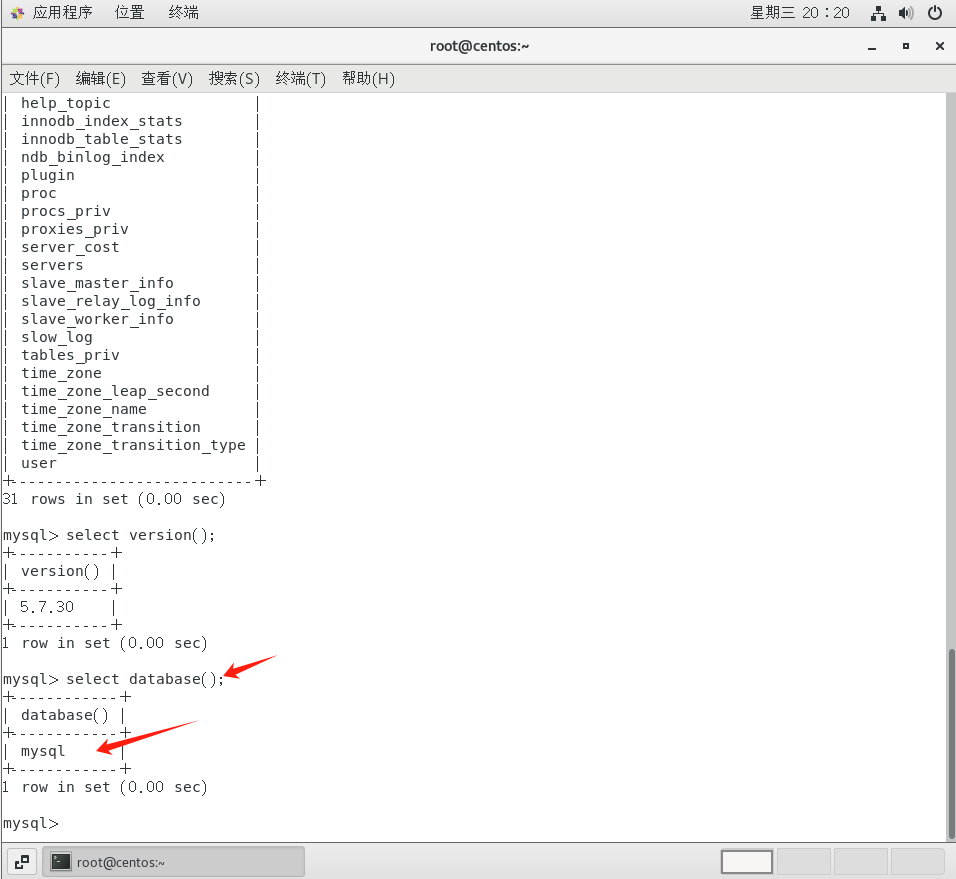 应用程序 位置 终端 星期三 20：20
root@centos:~
文件(F) 编辑(E) 查看(V) 搜索(S) 终端(T) 帮助(H)
| help_topic                |
| innodb_index_stats        |
| innodb_table_stats        |
| ndb_binlog_index          |
| plugin                    |
| proc                      |
| procs_priv                |
| proxies_priv              |
| server_cost               |
| servers                   |
| slave_master_info         |
| slave_relay_log_info      |
| slave_worker_info         |
| slow_log                  |
| tables_priv               |
| time_zone                 |
| time_zone_leap_second     |
| time_zone_name            |
| time_zone_transition      |
| time_zone_transition_type |
| user                      |
+---------------------------+
31 rows in set (0.00 sec)
mysql> select version();
+-----------+
| version() |
+-----------+
| 5.7.30    |
+-----------+
1 row in set (0.00 sec)
mysql> select database();
+------------+
| database() |
+------------+
| mysql      |
+------------+
1 row in set (0.00 sec)
mysql>
root@centos:~